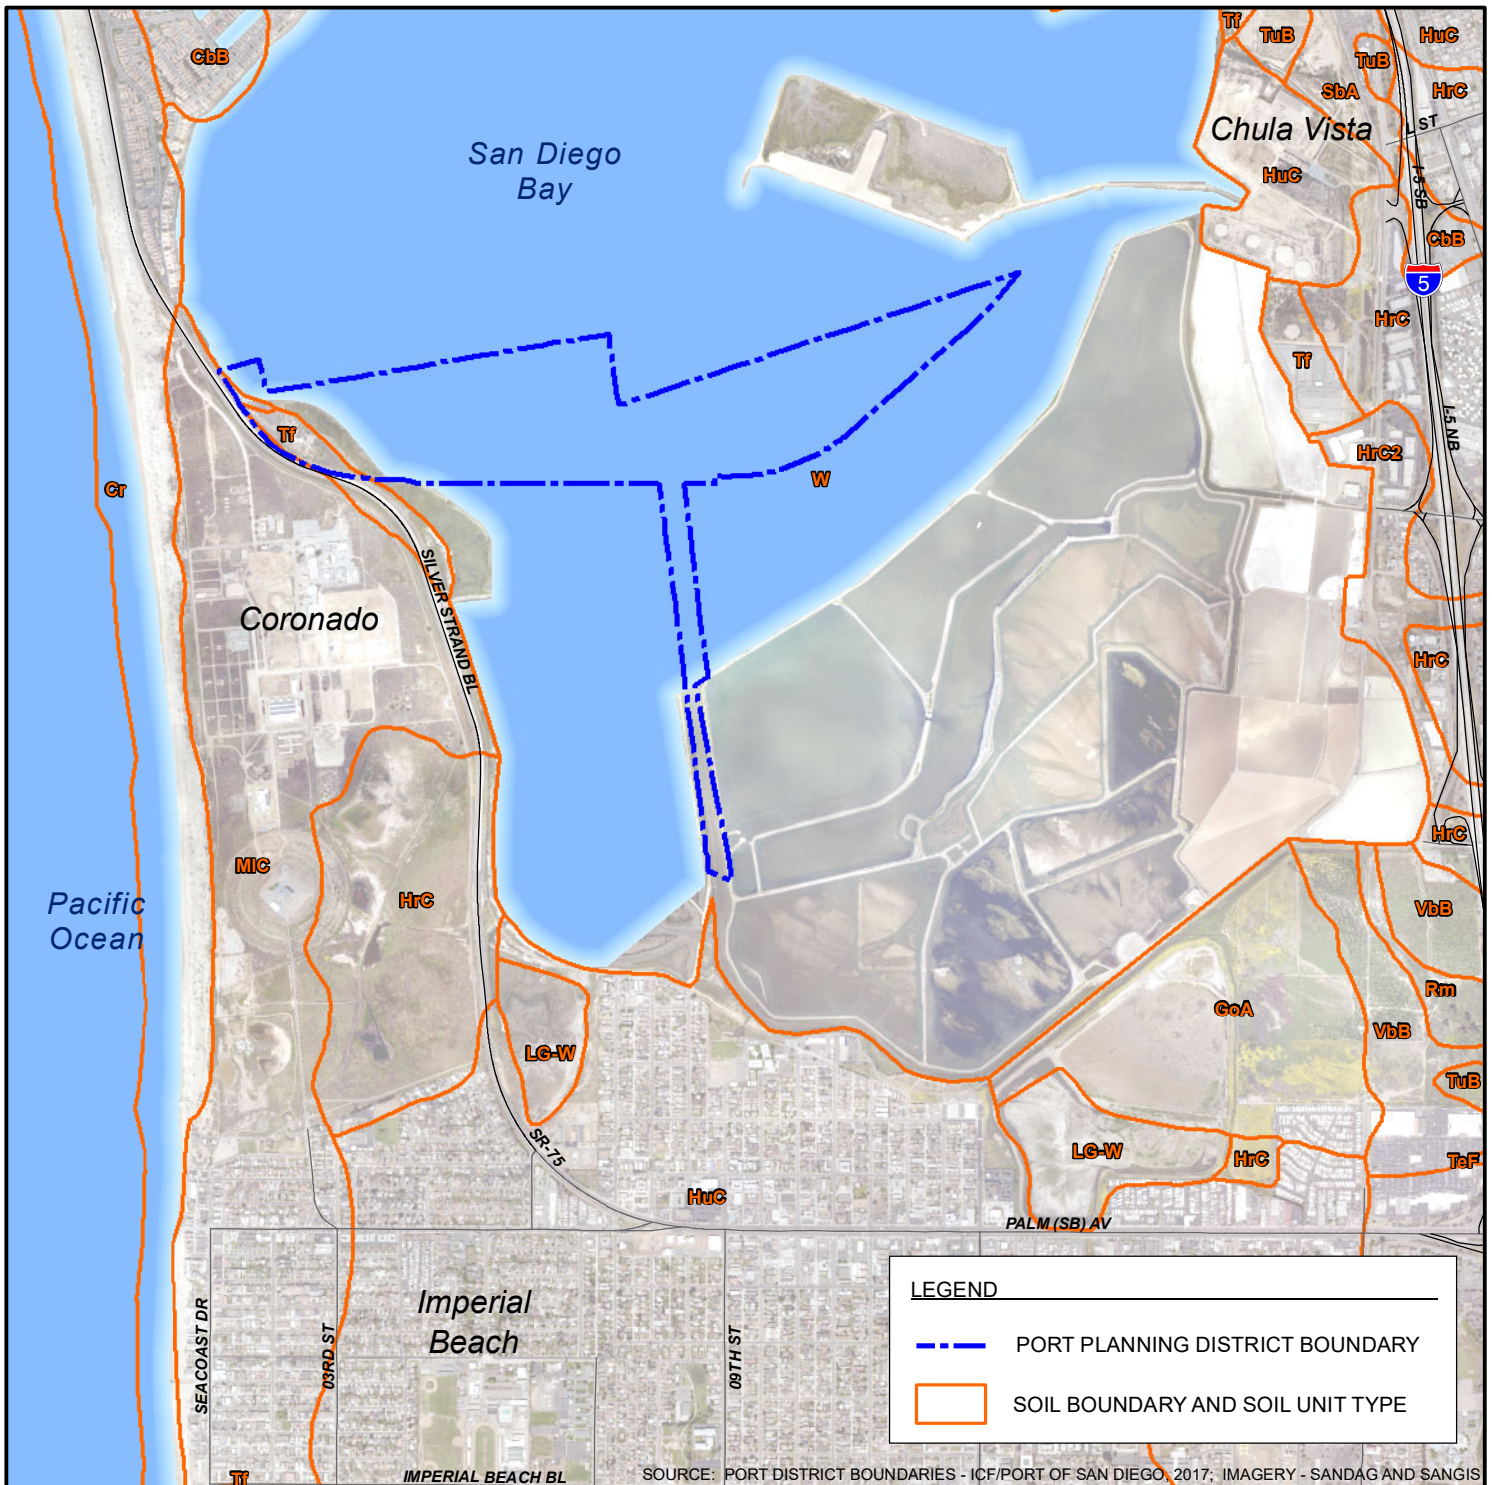 CbB
Tf
TuB
HuC
TuB
SbA
HrC
L ST
Chula Vista
San Diego
Bay
HuC
I-5 SB
CbB
5
HrC
Tf
I-5 NB
Tf
HrC2
W
Cr
SILVER STRAND BL
Coronado
HrC
HrC
MlC
HrC
Pacific
Ocean
VbB
Rm
GoA
VbB
LG-W
TuB
SR-75
LG-W
HrC
TeF
HuC
PALM (SB) AV
SEACOAST DR
03RD ST
Imperial
Beach
09TH ST
LEGEND
PORT PLANNING DISTRICT BOUNDARY
SOIL BOUNDARY AND SOIL UNIT TYPE
Tf
IMPERIAL BEACH BL
SOURCE: PORT DISTRICT BOUNDARIES - ICF/PORT OF SAN DIEGO, 2017; IMAGERY - SANDAG AND SANGIS